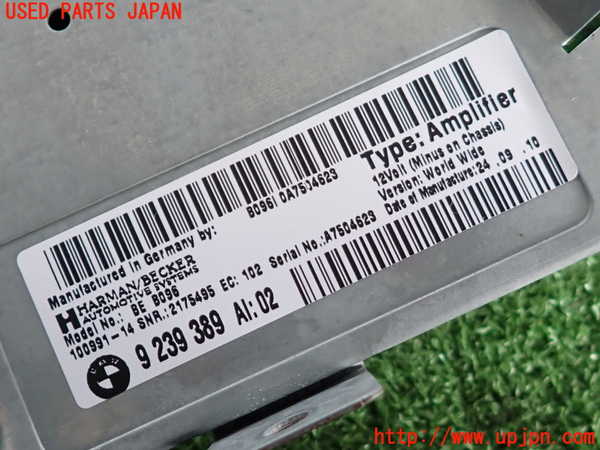 USED PARTS JAPAN
B096I 0A7504623
Type: Amplifier
12Volt (Minus on Chassis)
Version: World Wide
Date of Manufacture: 24 .09 .10
Manufactured in Germany by:
HARMAN/BECKER
AUTOMOTIVE SYSTEMS
Model No.: BE B096 Serial No.: A7504623
100991-14 SNR.: 2175495 EC: 102
9 239 389 AI: 02
BMW
http://www.upjpn.com/